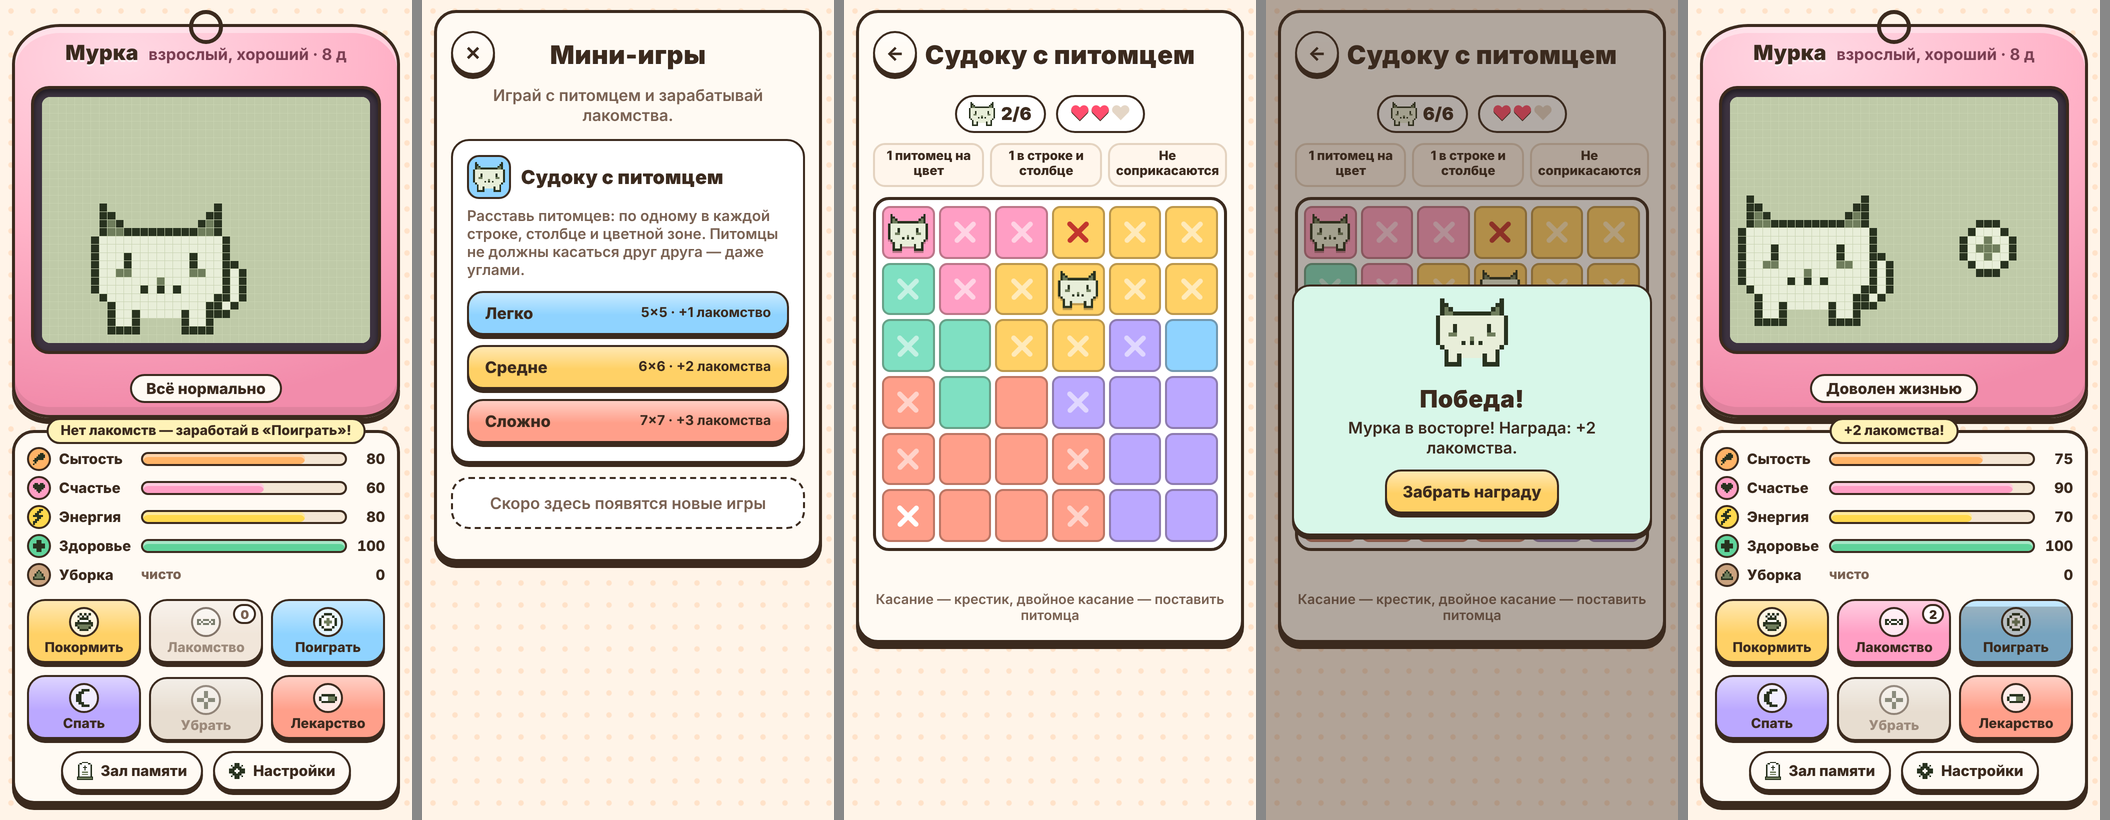 Мурка взрослый, хороший · 8 д
Всё нормально
Нет лакомств — заработай в «Поиграть»!
Сытость 80
Счастье 60
Энергия 80
Здоровье 100
Уборка чисто 0
0
Покормить Лакомство Поиграть
Спать Убрать Лекарство
Зал памяти Настройки
Мини-игры
Играй с питомцем и зарабатывай
лакомства.
Судоку с питомцем
Расставь питомцев: по одному в каждой
строке, столбце и цветной зоне. Питомцы
не должны касаться друг друга — даже
углами.
Легко 5×5 · +1 лакомство
Средне 6×6 · +2 лакомства
Сложно 7×7 · +3 лакомства
Скоро здесь появятся новые игры
Судоку с питомцем
2/6
1 питомец на
цвет
1 в строке и
столбце
Не
соприкасаются
Касание — крестик, двойное касание — поставить
питомца
Судоку с питомцем
6/6
1 питомец на
цвет
1 в строке и
столбце
Не
соприкасаются
Победа!
Мурка в восторге! Награда: +2
лакомства.
Забрать награду
Касание — крестик, двойное касание — поставить
питомца
Мурка взрослый, хороший · 8 д
Доволен жизнью
+2 лакомства!
Сытость 75
Счастье 90
Энергия 70
Здоровье 100
Уборка чисто 0
2
Покормить Лакомство Поиграть
Спать Убрать Лекарство
Зал памяти Настройки